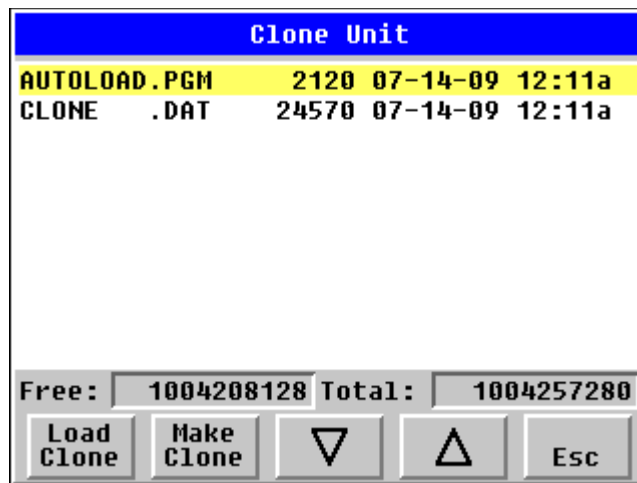 Clone Unit
AUTOLOAD.PGM 2120 07-14-09 12:11a
CLONE .DAT 24570 07-14-09 12:11a
Free: 1004208128 Total: 1004257280
Load Clone Make Clone ▽ △ Esc